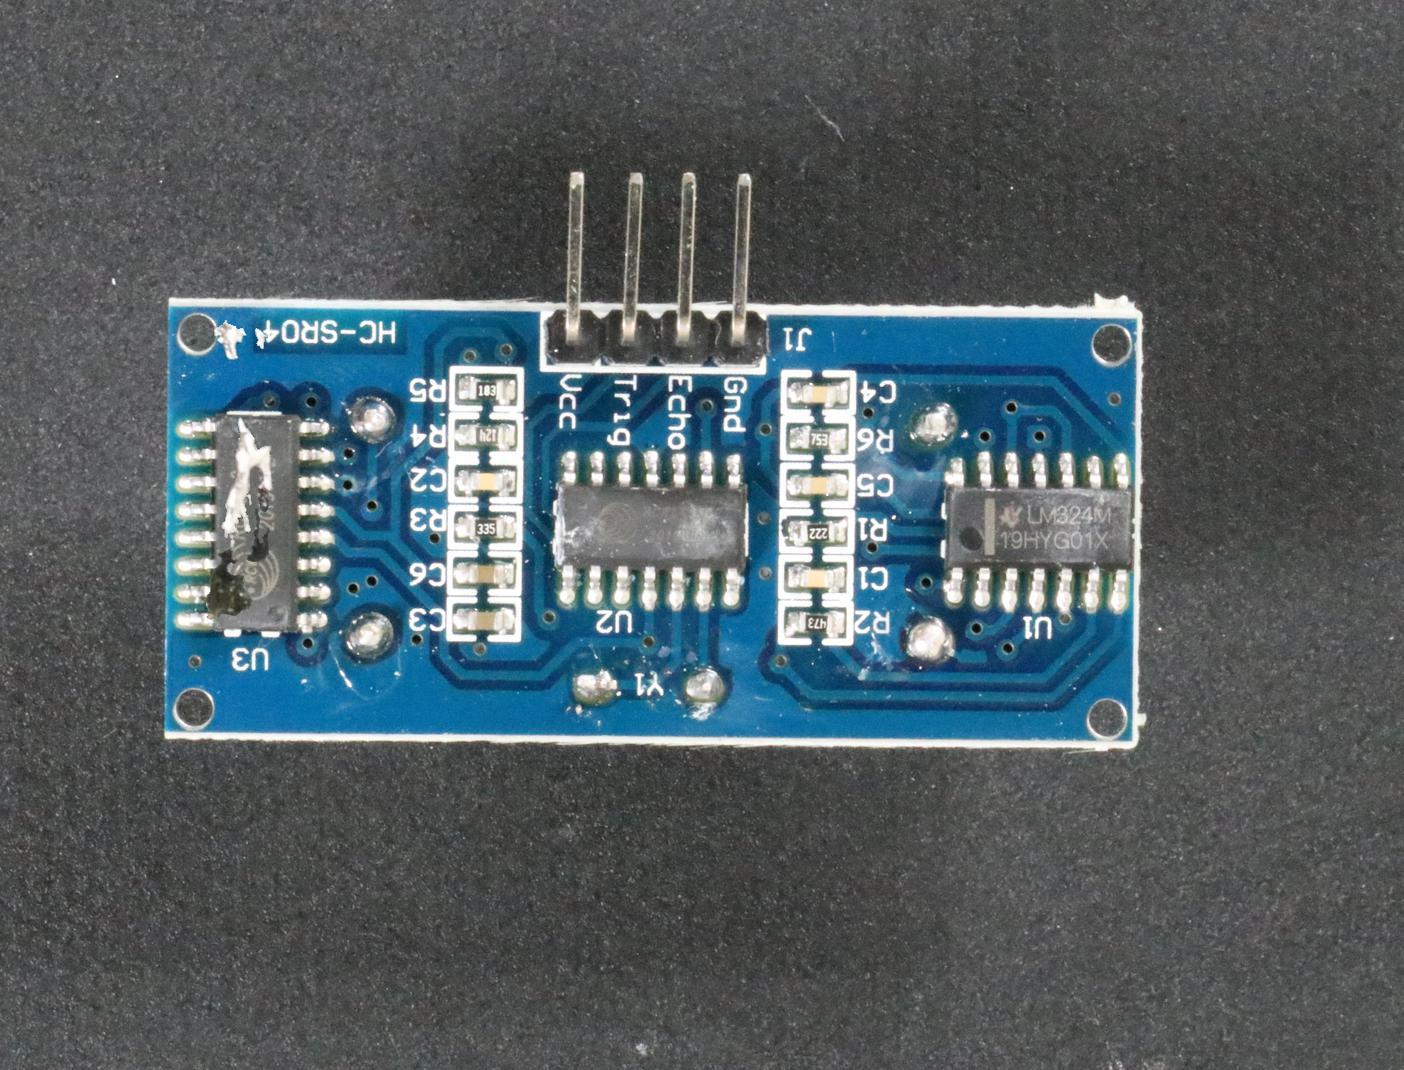 HC-SR04
J1
Vcc
Trig
Echo
Gnd
R5
103
R4
124
C2
R3
335
C6
C3
C4
R6
753
C5
R1
222
C1
R2
473
U3
U2
Y1
U1
LM324M
19HYG01X